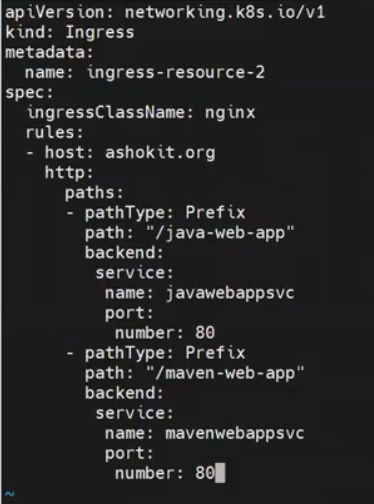 apiVersion: networking.k8s.io/v1
kind: Ingress
metadata:
  name: ingress-resource-2
spec:
  ingressClassName: nginx
  rules:
  - host: ashokit.org
    http:
      paths:
      - pathType: Prefix
        path: "/java-web-app"
        backend:
         service:
          name: javawebappsvc
          port:
           number: 80
      - pathType: Prefix
        path: "/maven-web-app"
        backend:
         service:
          name: mavenwebappsvc
          port:
           number: 80
~